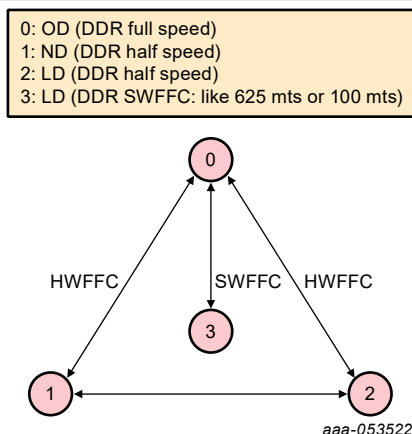 0: OD (DDR full speed)
1: ND (DDR half speed)
2: LD (DDR half speed)
3: LD (DDR SWFFC: like 625 mts or 100 mts)
0
HWFFC
SWFFC
HWFFC
3
1
2
aaa-053522